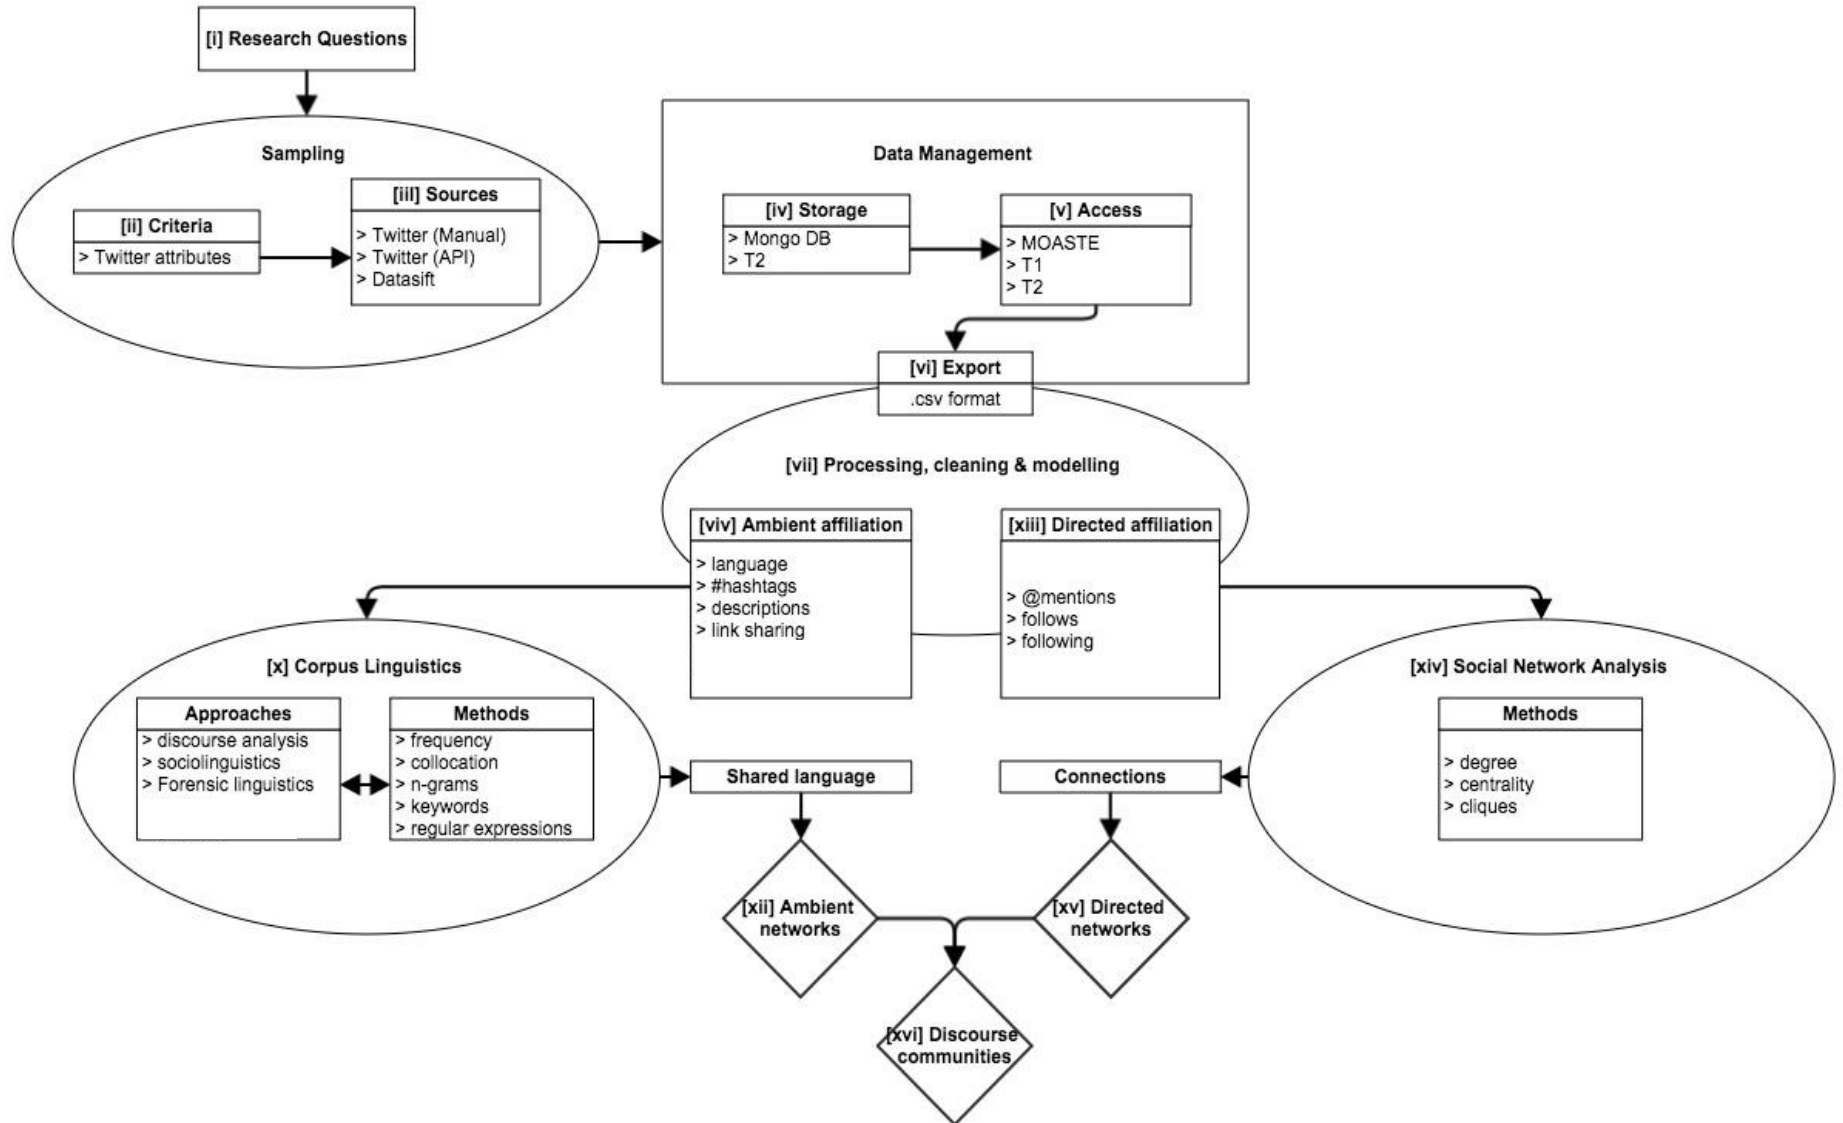 [i] Research Questions
Sampling
[ii] Criteria
> Twitter attributes
[iiI] Sources
> Twitter (Manual)
> Twitter (API)
> Datasift
Data Management
[iv] Storage
> Mongo DB
> T2
[v] Access
> MOASTE
> T1
> T2
[vi] Export
.csv format
[vii] Processing, cleaning & modelling
[viv] Ambient affiliation
> language
> #hashtags
> descriptions
> link sharing
[xiii] Directed affiliation
> @mentions
> follows
> following
[x] Corpus Linguistics
Approaches
> discourse analysis
> sociolinguistics
> Forensic linguistics
Methods
> frequency
> collocation
> n-grams
> keywords
> regular expressions
[xiv] Social Network Analysis
Methods
> degree
> centrality
> cliques
Shared language
Connections
[xii] Ambient
networks
[xv] Directed
networks
[xvi] Discourse
communities